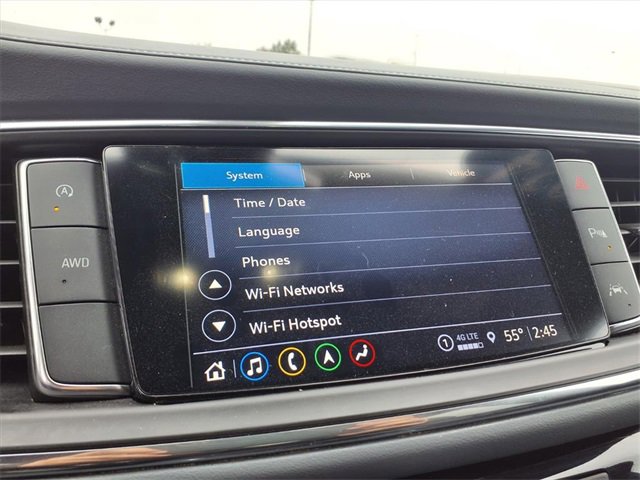 System Apps Vehicle
Time / Date
Language
Phones
Wi-Fi Networks
Wi-Fi Hotspot
1 4G LTE 55° 2:45
A
AWD
P